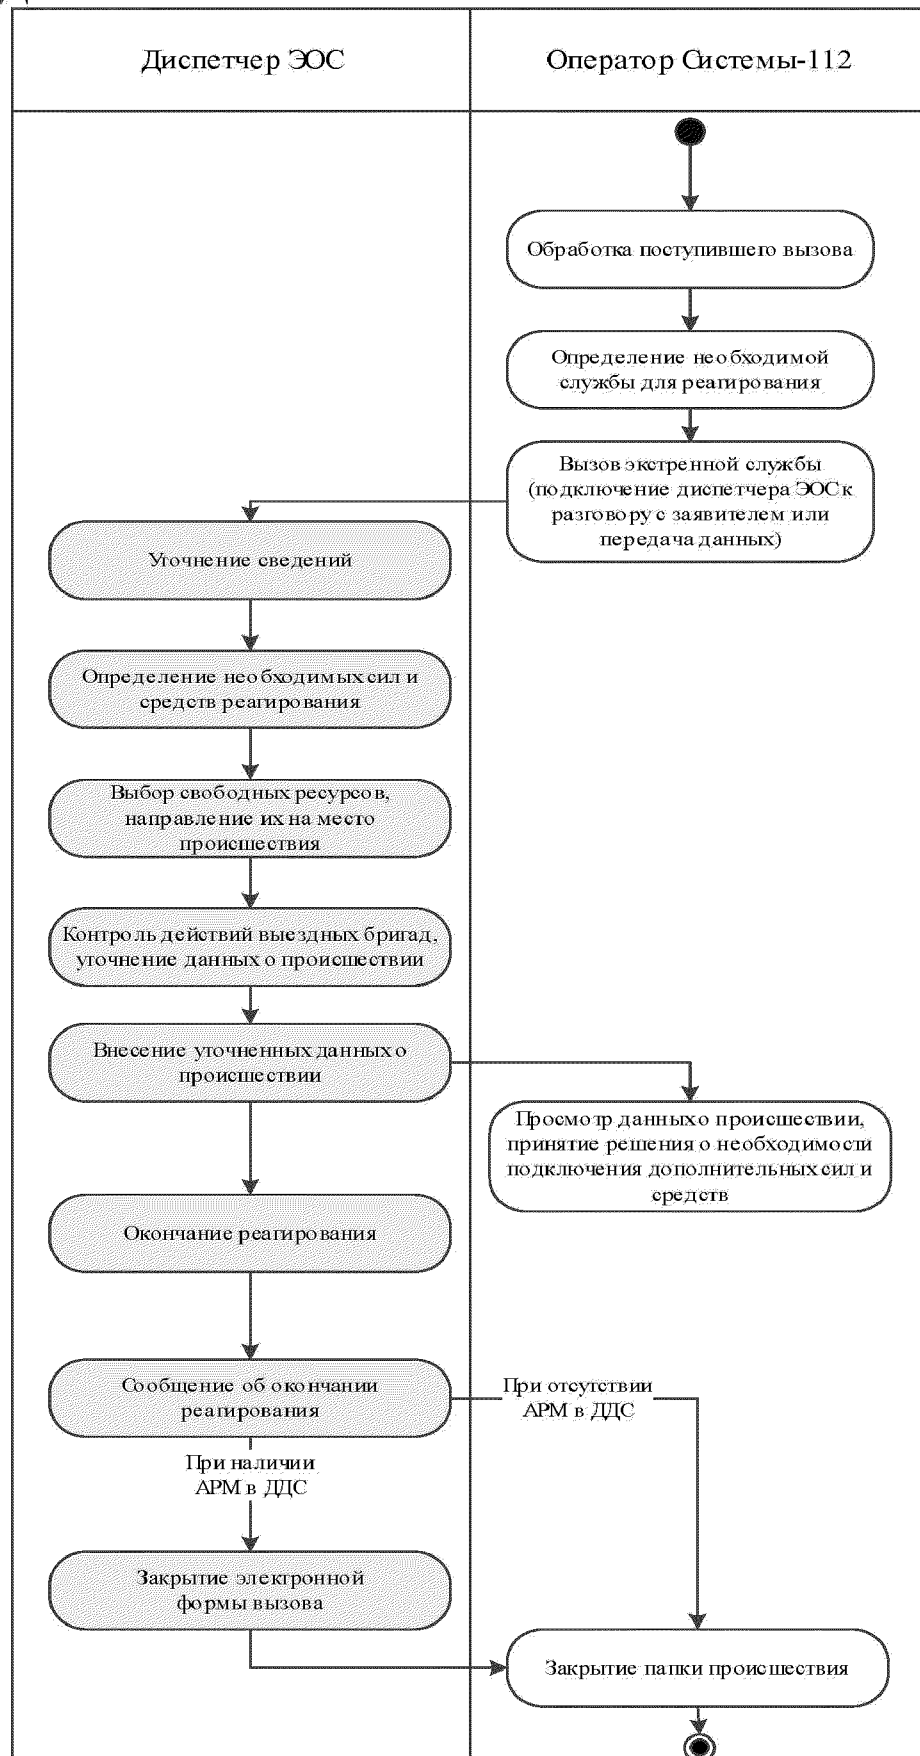 Диспетчер ЭОС
Оператор Системы-112
Обработка поступившего вызова
Определение необходимой
службы для реагирования
Вызов экстренной службы
(подключение диспетчера ЭОС к
разговору с заявителем или
передача данных)
Уточнение сведений
Определение необходимых сил и
средств реагирования
Выбор свободных ресурсов,
направление их на место
происшествия
Контроль действий выездных бригад,
уточнение данных о происшествии
Внесение уточненных данных о
происшествии
Просмотр данных о происшествии,
принятие решения о необходимости
подключения дополнительных сил и
средств
Окончание реагирования
Сообщение об окончании
реагирования
При отсутствии
АРМ в ДДС
При наличии
АРМ в ДДС
Закрытие электронной
формы вызова
Закрытие папки происшествия